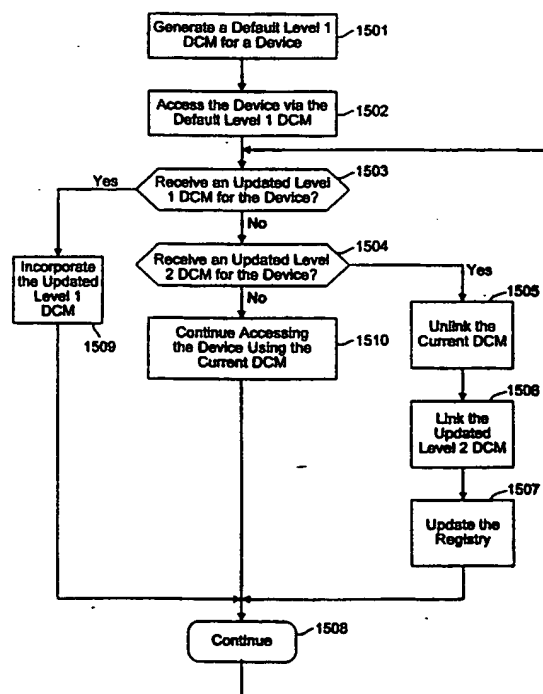 Generate a Default Level 1
DCM for a Device
1501
Access the Device via the
Default Level 1 DCM
1502
Receive an Updated Level
1 DCM for the Device?
1503
Yes
No
Receive an Updated Level
2 DCM for the Device?
1504
Yes
No
Incorporate
the Updated
Level 1
DCM
1509
Continue Accessing
the Device Using the
Current DCM
1510
Unlink the
Current DCM
1505
Link the
Updated
Level 2 DCM
1506
Update the
Registry
1507
Continue
1508